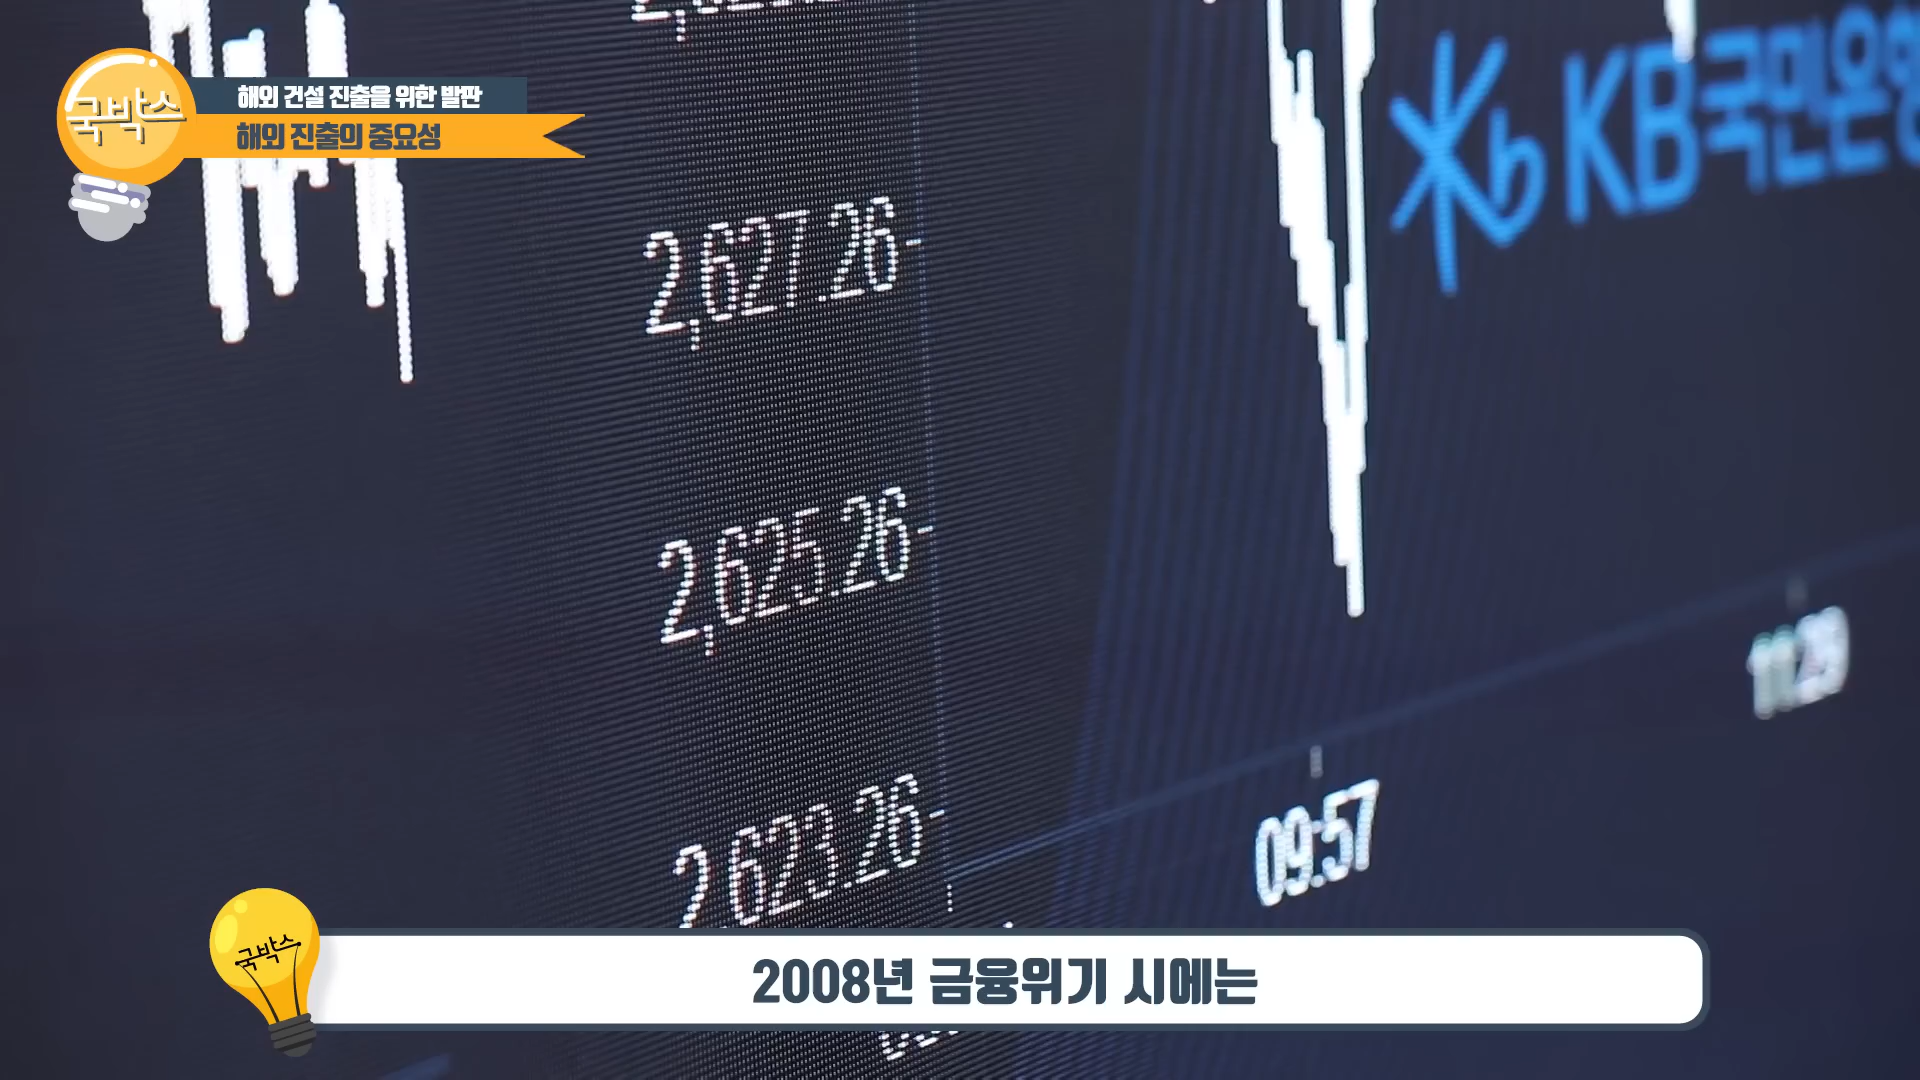 국박스
해외 건설 진출을 위한 발판
해외 진출의 중요성
KB국민은행
2,627.26
2,625.26
2,623.26
11:29
09:57
국박스
2008년 금융위기 시에는